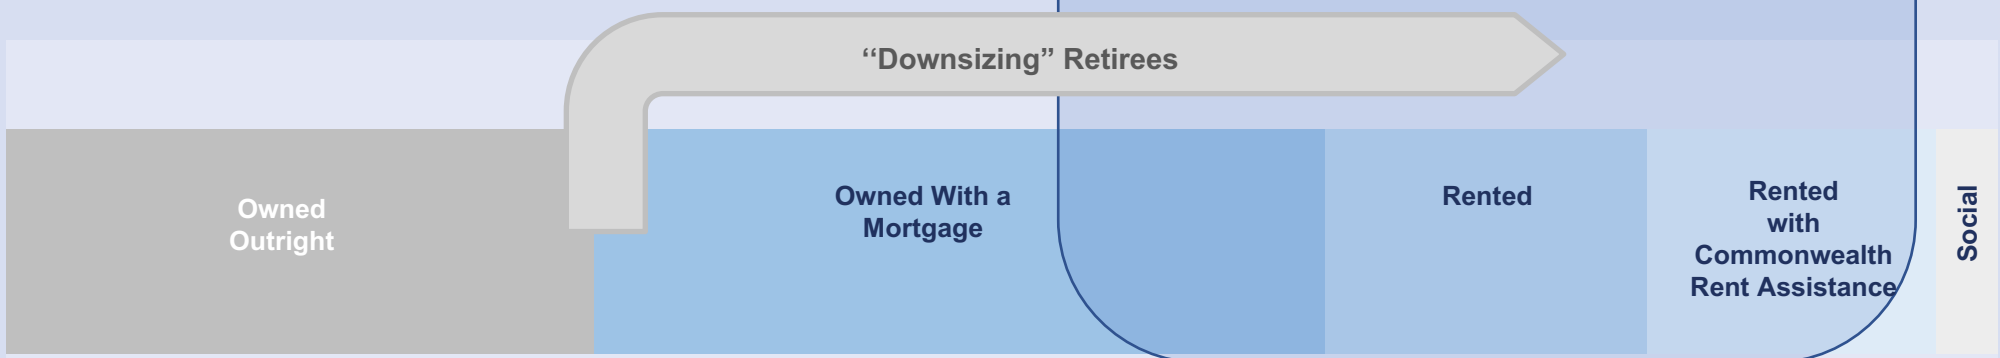 “Downsizing” Retirees
Owned
Outright
Owned With a
Mortgage
Rented
Rented
with
Commonwealth
Rent Assistance
Social